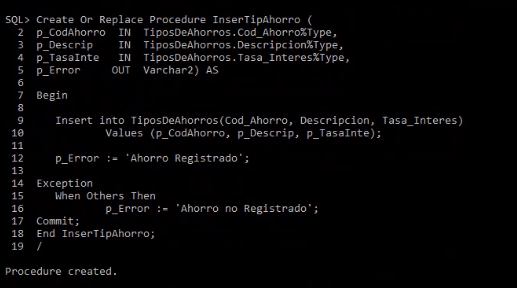 SQL> Create Or Replace Procedure InserTipAhorro (
  2  p_CodAhorro  IN  TiposDeAhorros.Cod_Ahorro%Type,
  3  p_Descrip    IN  TiposDeAhorros.Descripcion%Type,
  4  p_TasaInte   IN  TiposDeAhorros.Tasa_Interes%Type,
  5  p_Error     OUT  Varchar2) AS
  6
  7  Begin
  8
  9     Insert into TiposDeAhorros(Cod_Ahorro, Descripcion, Tasa_Interes)
 10             Values (p_CodAhorro, p_Descrip, p_TasaInte);
 11
 12     p_Error := 'Ahorro Registrado';
 13
 14  Exception
 15     When Others Then
 16             p_Error := 'Ahorro no Registrado';
 17  Commit;
 18  End InserTipAhorro;
 19  /
Procedure created.